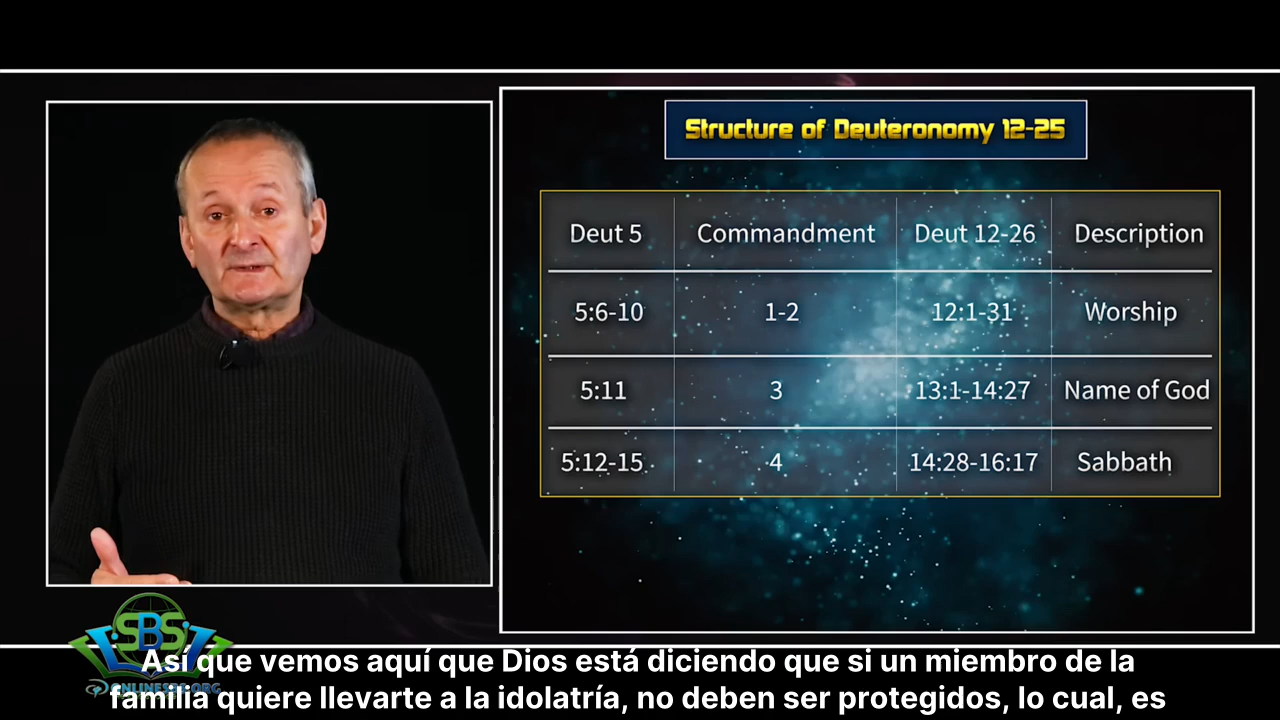 Structure of Deuteronomy 12-25
Deut 5 Commandment Deut 12-26 Description
5:6-10 1-2 12:1-31 Worship
5:11 3 13:1-14:27 Name of God
5:12-15 4 14:28-16:17 Sabbath
SBS
Así que vemos aquí que Dios está diciendo que si un miembro de la
familia quiere llevarte a la idolatría, no deben ser protegidos, lo cual, es